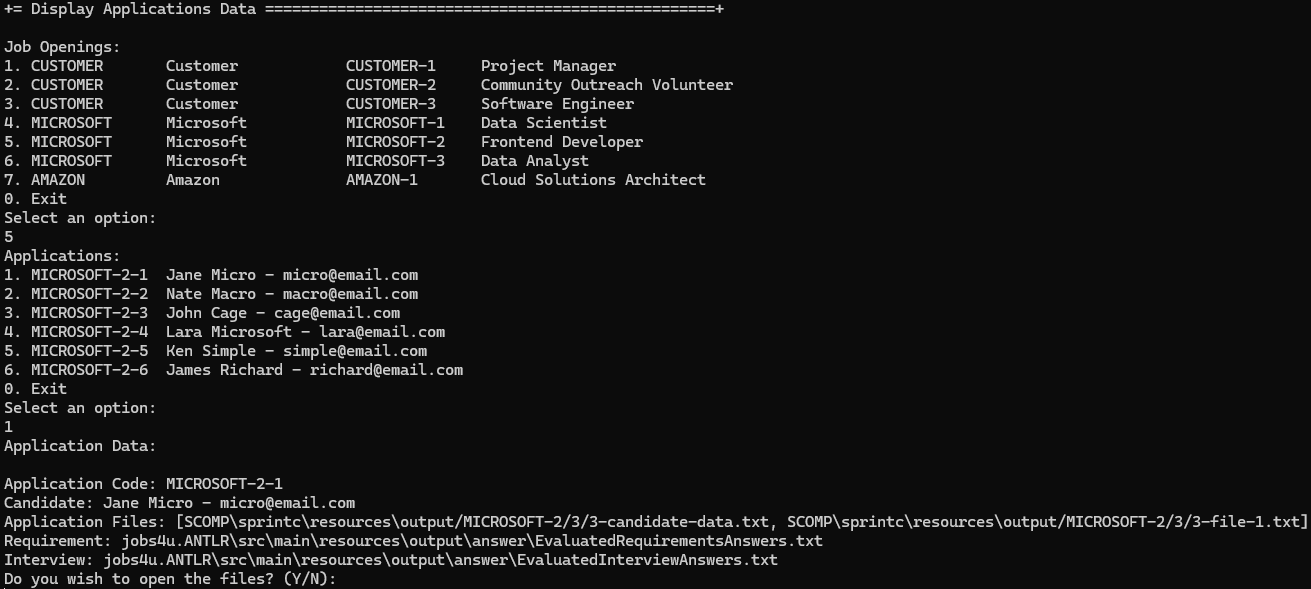 += Display Applications Data ==================================================+
Job Openings:
1. CUSTOMER       Customer            CUSTOMER-1     Project Manager
2. CUSTOMER       Customer            CUSTOMER-2     Community Outreach Volunteer
3. CUSTOMER       Customer            CUSTOMER-3     Software Engineer
4. MICROSOFT      Microsoft           MICROSOFT-1    Data Scientist
5. MICROSOFT      Microsoft           MICROSOFT-2    Frontend Developer
6. MICROSOFT      Microsoft           MICROSOFT-3    Data Analyst
7. AMAZON         Amazon              AMAZON-1       Cloud Solutions Architect
0. Exit
Select an option:
5
Applications:
1. MICROSOFT-2-1  Jane Micro - micro@email.com
2. MICROSOFT-2-2  Nate Macro - macro@email.com
3. MICROSOFT-2-3  John Cage - cage@email.com
4. MICROSOFT-2-4  Lara Microsoft - lara@email.com
5. MICROSOFT-2-5  Ken Simple - simple@email.com
6. MICROSOFT-2-6  James Richard - richard@email.com
0. Exit
Select an option:
1
Application Data:
Application Code: MICROSOFT-2-1
Candidate: Jane Micro - micro@email.com
Application Files: [SCOMP\sprintc\resources\output/MICROSOFT-2/3/3-candidate-data.txt, SCOMP\sprintc\resources\output/MICROSOFT-2/3/3-file-1.txt]
Requirement: jobs4u.ANTLR\src\main\resources\output\answer\EvaluatedRequirementsAnswers.txt
Interview: jobs4u.ANTLR\src\main\resources\output\answer\EvaluatedInterviewAnswers.txt
Do you wish to open the files? (Y/N):